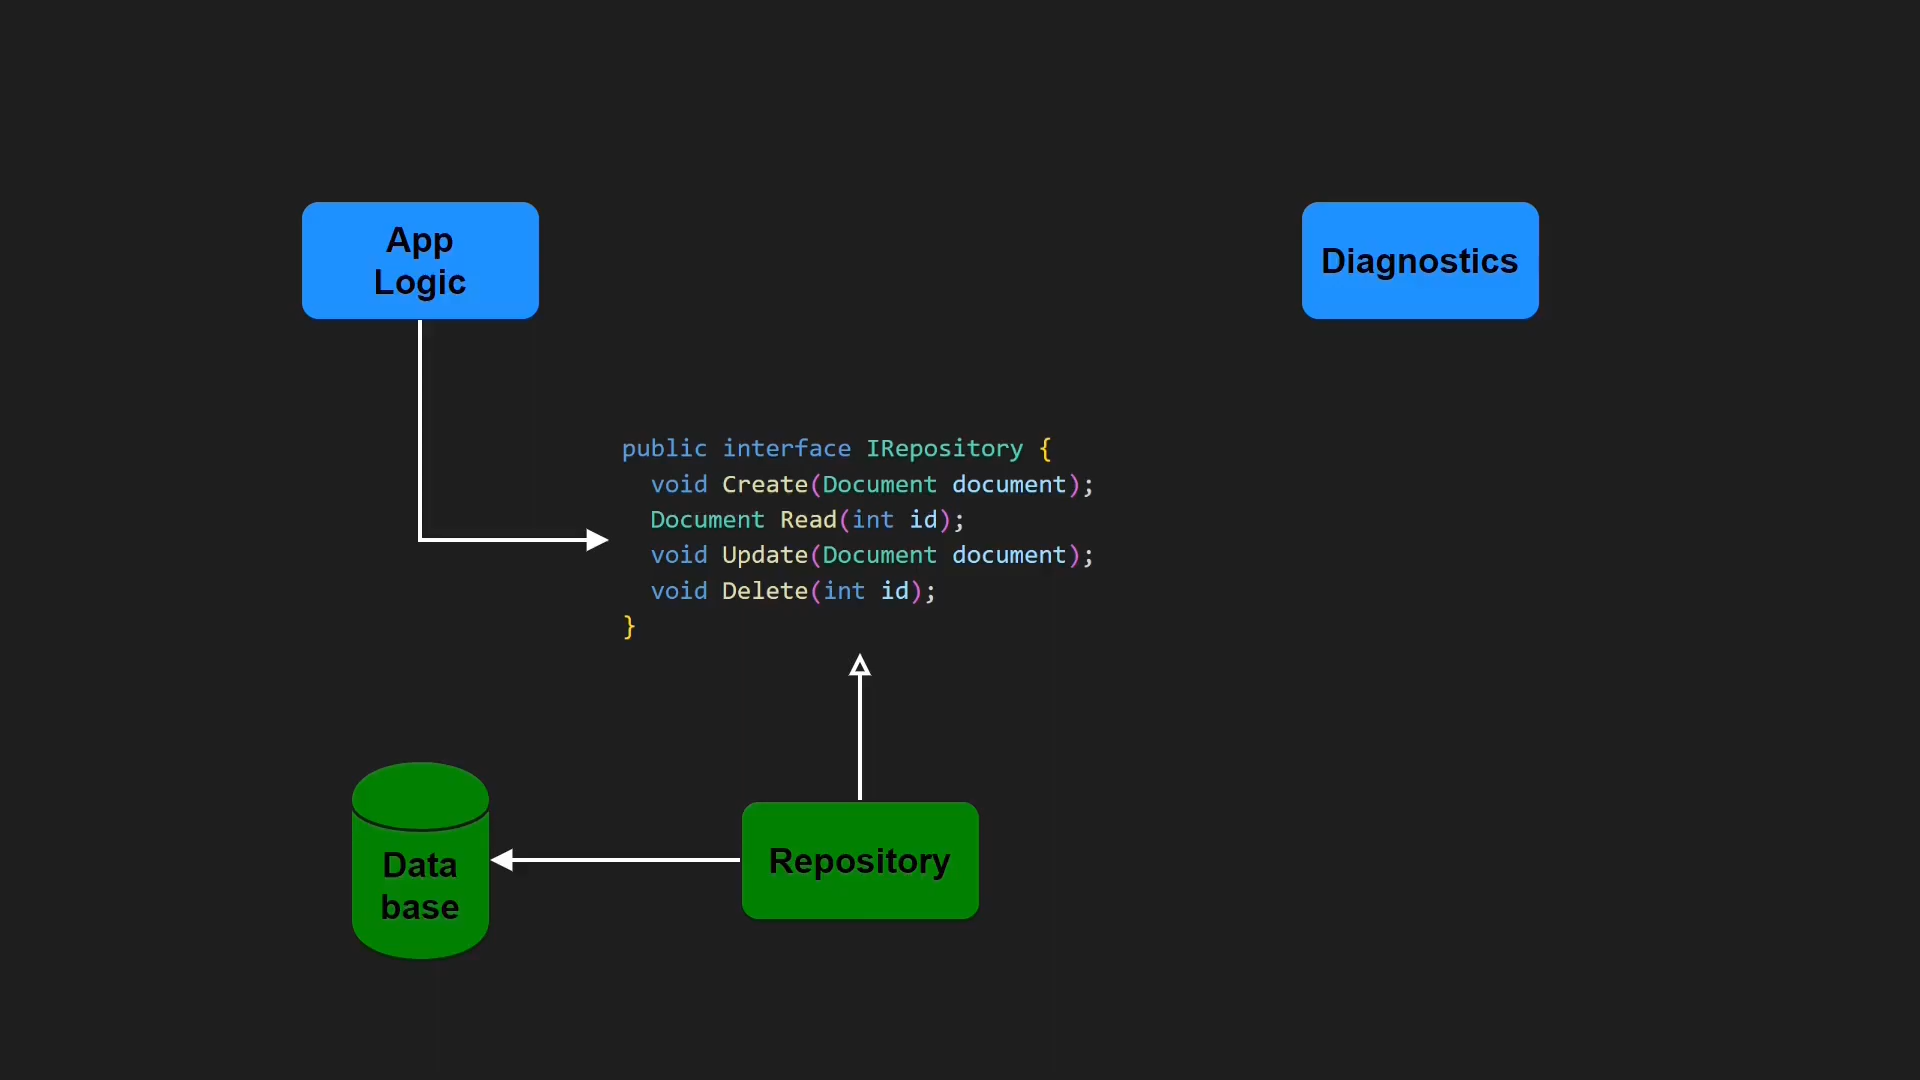 App
Logic
Diagnostics
public interface IRepository {
  void Create(Document document);
  Document Read(int id);
  void Update(Document document);
  void Delete(int id);
}
Data
base
Repository